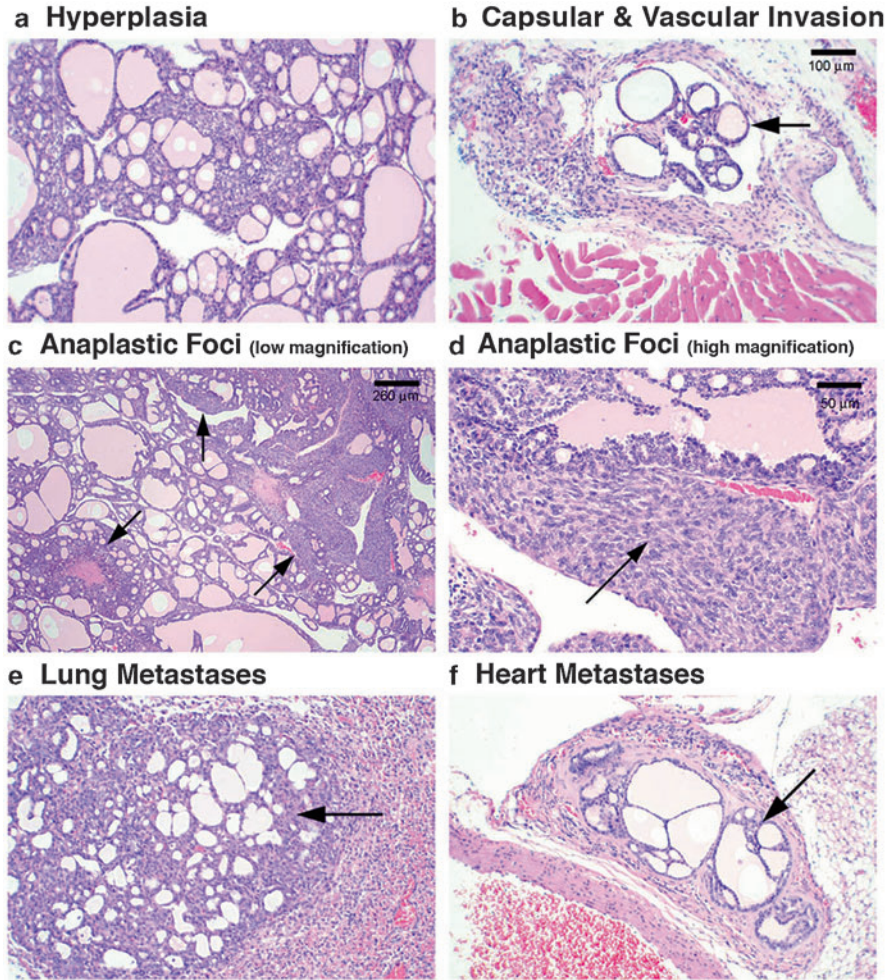 a Hyperplasia
b Capsular & Vascular Invasion
100 μm
c Anaplastic Foci (low magnification)
260 μm
d Anaplastic Foci (high magnification)
50 μm
e Lung Metastases
f Heart Metastases